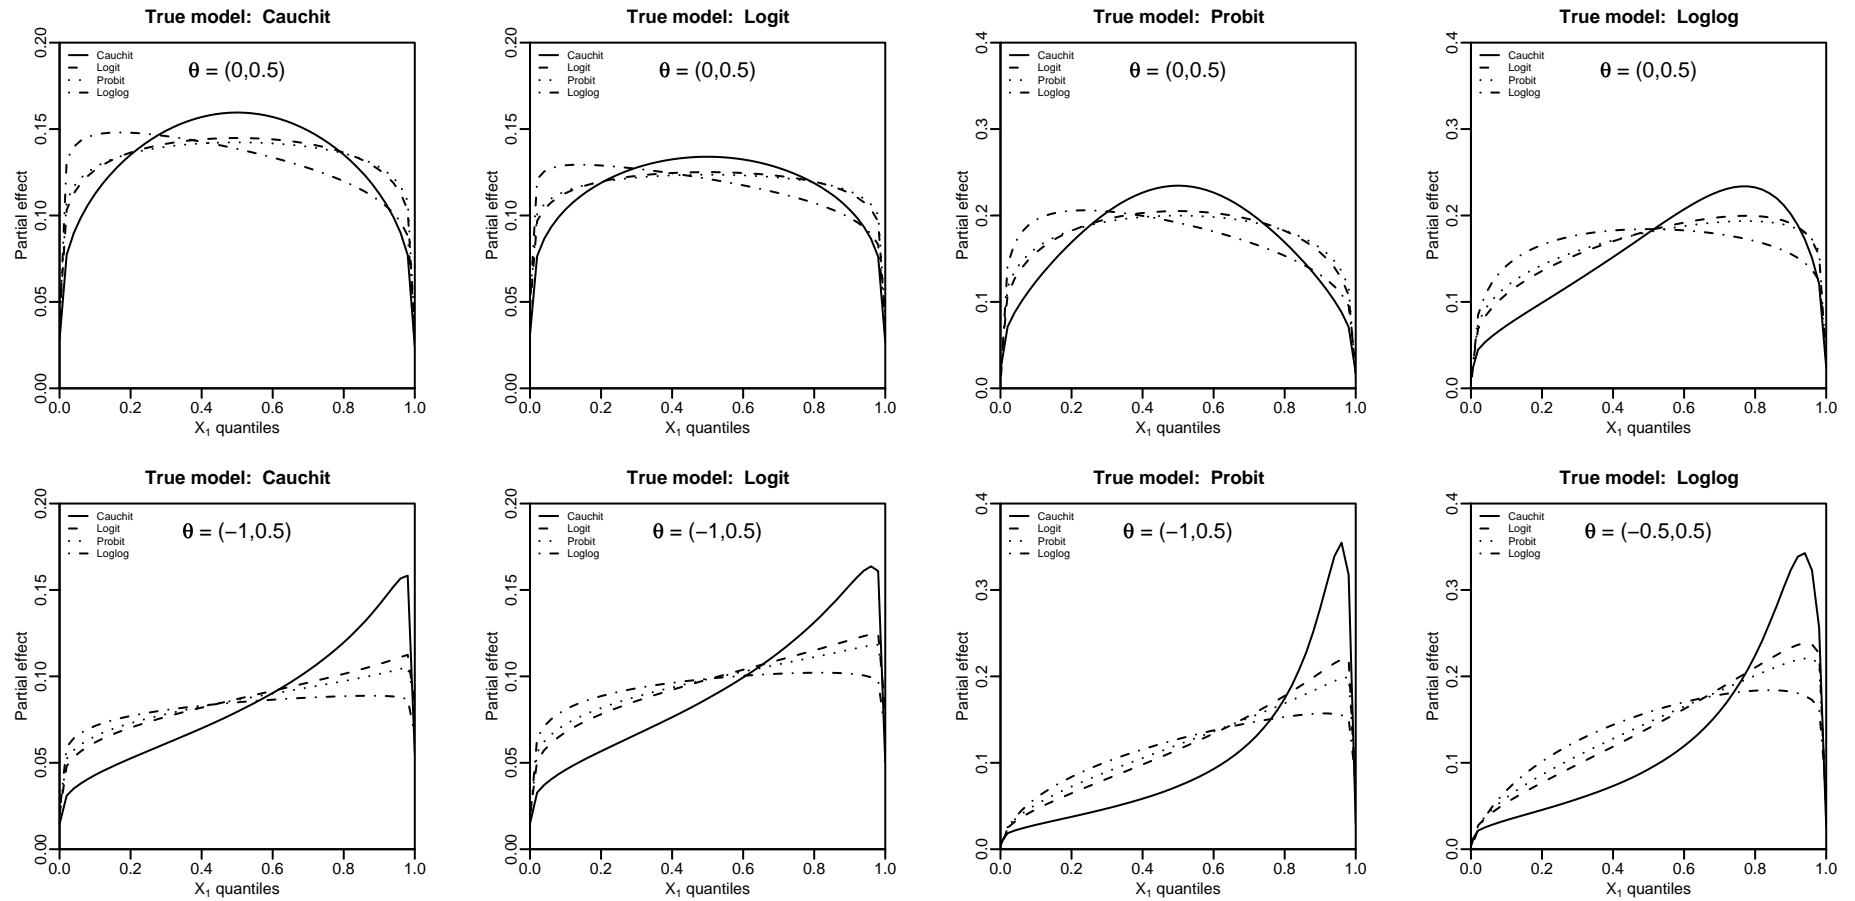 True model: Cauchit
Cauchit
Logit
Probit
Loglog
θ = (0,0.5)
Partial effect
0.00 0.05 0.10 0.15 0.20
0.0 0.2 0.4 0.6 0.8 1.0
X1 quantiles
True model: Logit
Cauchit
Logit
Probit
Loglog
θ = (0,0.5)
Partial effect
0.00 0.05 0.10 0.15 0.20
0.0 0.2 0.4 0.6 0.8 1.0
X1 quantiles
True model: Probit
Cauchit
Logit
Probit
Loglog
θ = (0,0.5)
Partial effect
0.0 0.1 0.2 0.3 0.4
0.0 0.2 0.4 0.6 0.8 1.0
X1 quantiles
True model: Loglog
Cauchit
Logit
Probit
Loglog
θ = (0,0.5)
Partial effect
0.0 0.1 0.2 0.3 0.4
0.0 0.2 0.4 0.6 0.8 1.0
X1 quantiles
True model: Cauchit
Cauchit
Logit
Probit
Loglog
θ = (−1,0.5)
Partial effect
0.00 0.05 0.10 0.15 0.20
0.0 0.2 0.4 0.6 0.8 1.0
X1 quantiles
True model: Logit
Cauchit
Logit
Probit
Loglog
θ = (−1,0.5)
Partial effect
0.00 0.05 0.10 0.15 0.20
0.0 0.2 0.4 0.6 0.8 1.0
X1 quantiles
True model: Probit
Cauchit
Logit
Probit
Loglog
θ = (−1,0.5)
Partial effect
0.0 0.1 0.2 0.3 0.4
0.0 0.2 0.4 0.6 0.8 1.0
X1 quantiles
True model: Loglog
Cauchit
Logit
Probit
Loglog
θ = (−0.5,0.5)
Partial effect
0.0 0.1 0.2 0.3 0.4
0.0 0.2 0.4 0.6 0.8 1.0
X1 quantiles